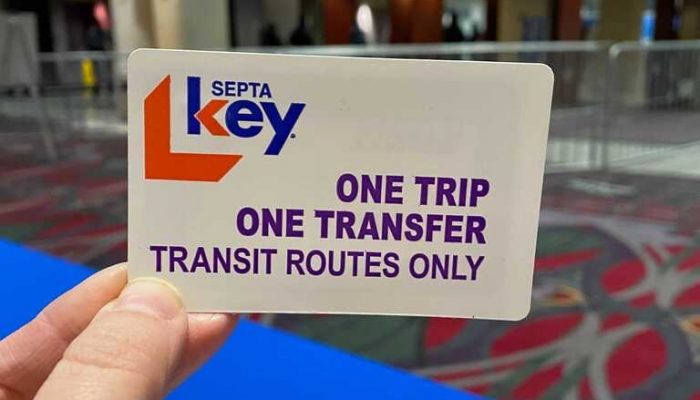 SEPTA
key
ONE TRIP
ONE TRANSFER
TRANSIT ROUTES ONLY